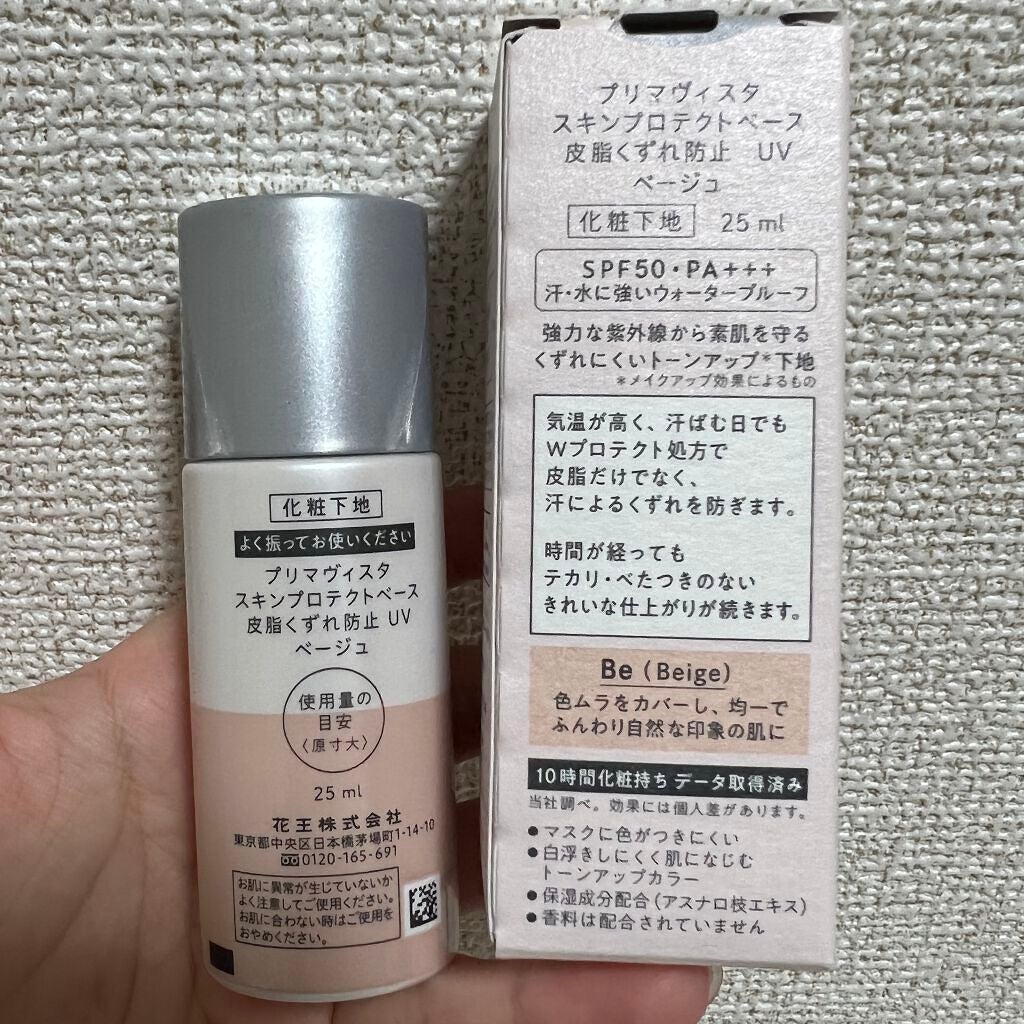 化粧下地
よく振ってお使いください
プリマヴィスタ
スキンプロテクトベース
皮脂くずれ防止 UV
ベージュ
使用量の
目安
〈原寸大〉
25 ml
花王株式会社
東京都中央区日本橋茅場町1-14-10
0120-165-691
お肌に異常が生じていないか
よく注意してご使用ください。
お肌に合わない時はご使用を
おやめください。
プリマヴィスタ
スキンプロテクトベース
皮脂くずれ防止 UV
ベージュ
化粧下地 25 ml
SPF50・PA+++
汗・水に強いウォータープルーフ
強力な紫外線から素肌を守る
くずれにくいトーンアップ*下地
*メイクアップ効果によるもの
気温が高く、汗ばむ日でも
Wプロテクト処方で
皮脂だけでなく、
汗によるくずれを防ぎます。
時間が経っても
テカリ・べたつきのない
きれいな仕上がりが続きます。
Be (Beige)
色ムラをカバーし、均一で
ふんわり自然な印象の肌に
10時間化粧持ち データ取得済み
当社調べ。効果には個人差があります。
●マスクに色がつきにくい
●白浮きしにくく肌になじむ
トーンアップカラー
●保湿成分配合(アスナロ枝エキス)
●香料は配合されていません